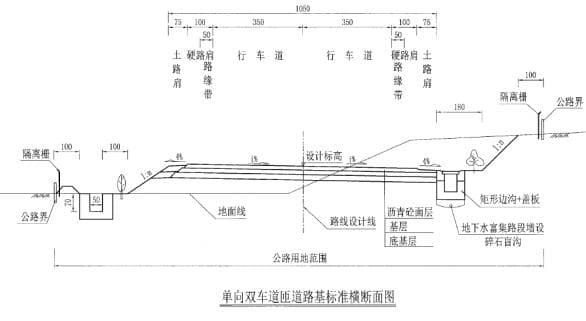 1050
75 100 350 350 100 75
50 50
土路肩 硬路肩 行车道 行车道 硬路肩 土路肩
路缘带 路缘带
100
隔离栅
公路界
180
隔离栅
100 100
1:n
4%
设计标高
4%
1:n
70
50
公路界
地面线
路线设计线
沥青砼面层
基层
底基层
矩形边沟+盖板
地下水富集路段增设
碎石盲沟
公路用地范围
单向双车道匝道路基标准横断面图